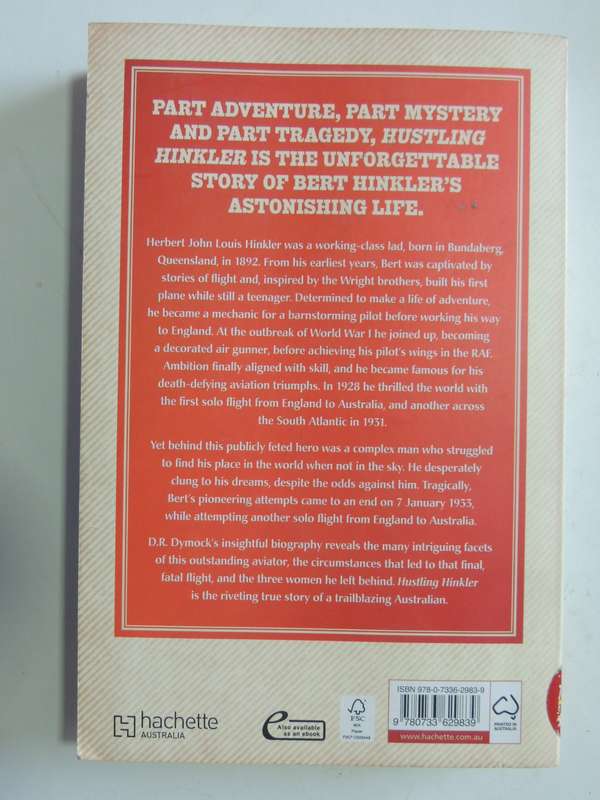 PART ADVENTURE, PART MYSTERY
AND PART TRAGEDY, HUSTLING
HINKLER IS THE UNFORGETTABLE
STORY OF BERT HINKLER'S
ASTONISHING LIFE.
Herbert John Louis Hinkler was a working-class lad, born in Bundaberg,
Queensland, in 1892. From his earliest years, Bert was captivated by
stories of flight and, inspired by the Wright brothers, built his first
plane while still a teenager. Determined to make a life of adventure,
he became a mechanic for a barnstorming pilot before working his way
to England. At the outbreak of World War I he joined up, becoming
a decorated air gunner, before achieving his pilot's wings in the RAF.
Ambition finally aligned with skill, and he became famous for his
death-defying aviation triumphs. In 1928 he thrilled the world with
the first solo flight from England to Australia, and another across
the South Atlantic in 1931.
Yet behind this publicly feted hero was a complex man who struggled
to find his place in the world when not in the sky. He desperately
clung to his dreams, despite the odds against him. Tragically,
Bert's pioneering attempts came to an end on 7 January 1933,
while attempting another solo flight from England to Australia.
D.R. Dymock's insightful biography reveals the many intriguing facets
of this outstanding aviator, the circumstances that led to that final,
fatal flight, and the three women he left behind. Hustling Hinkler
is the riveting true story of a trailblazing Australian.
hachette
AUSTRALIA
e
Also available
as an ebook
FSC
MIX
Paper
ISBN 978-0-7336-2983-9
9 780733 629839
www.hachette.com.au
PRINTED IN
AUSTRALIA